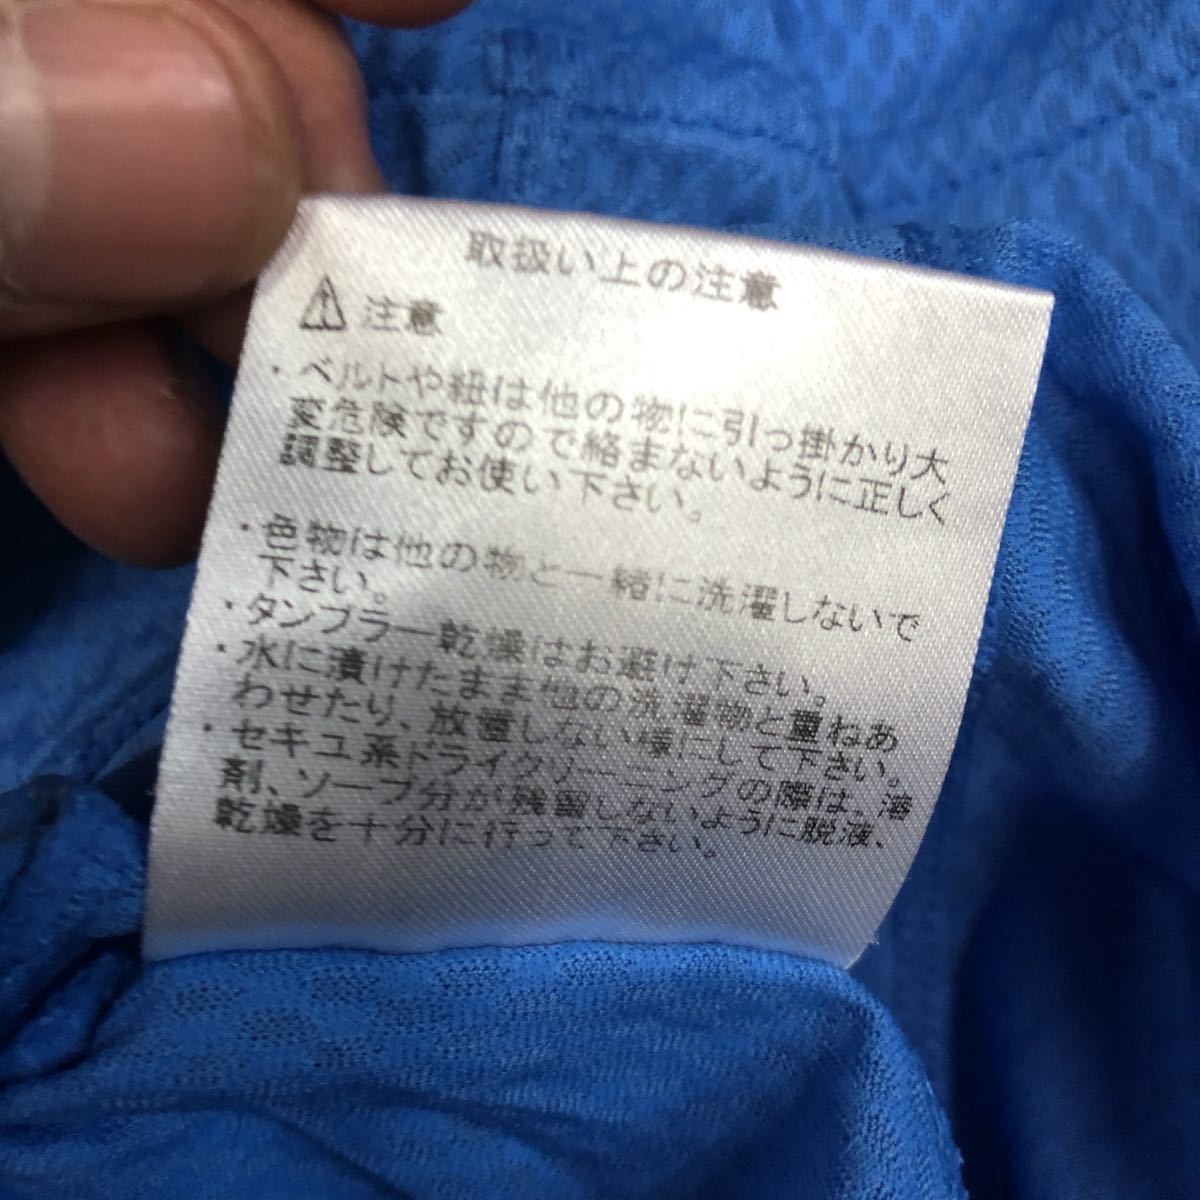 取扱い上の注意
⚠ 注意
・ベルトや紐は他の物に引っ掛かり大
変危険ですので絡まないように正しく
調整してお使い下さい。
・色物は他の物と一緒に洗濯しないで
下さい。
・タンブラー乾燥はお避け下さい。
・水に漬けたまま他の洗濯物と重ねあ
わせたり、放置しない様にして下さい。
・セキユ系ドライクリーニングの際は、溶
剤、ソープ分が残留しないように脱液、
乾燥を十分に行って下さい。